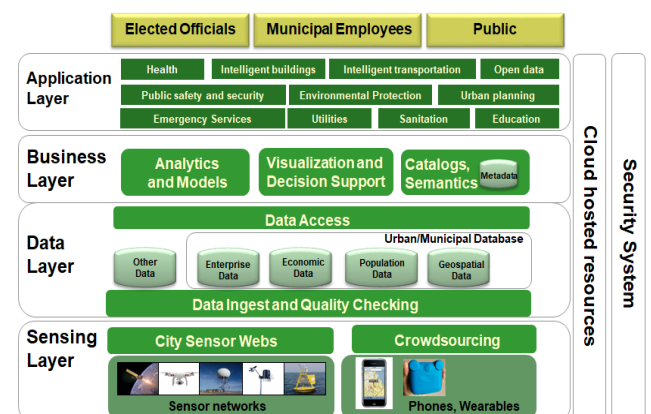 Elected Officials
Municipal Employees
Public
Application
Layer
Health
Intelligent buildings
Intelligent transportation
Open data
Public safety and security
Environmental Protection
Urban planning
Emergency Services
Utilities
Sanitation
Education
Business
Layer
Analytics
and Models
Visualization and
Decision Support
Catalogs,
Semantics
Metadata
Data
Layer
Data Access
Urban/Municipal Database
Other
Data
Enterprise
Data
Economic
Data
Population
Data
Geospatial
Data
Data Ingest and Quality Checking
Sensing
Layer
City Sensor Webs
Crowdsourcing
Sensor networks
Phones, Wearables
Cloud hosted resources
Security System